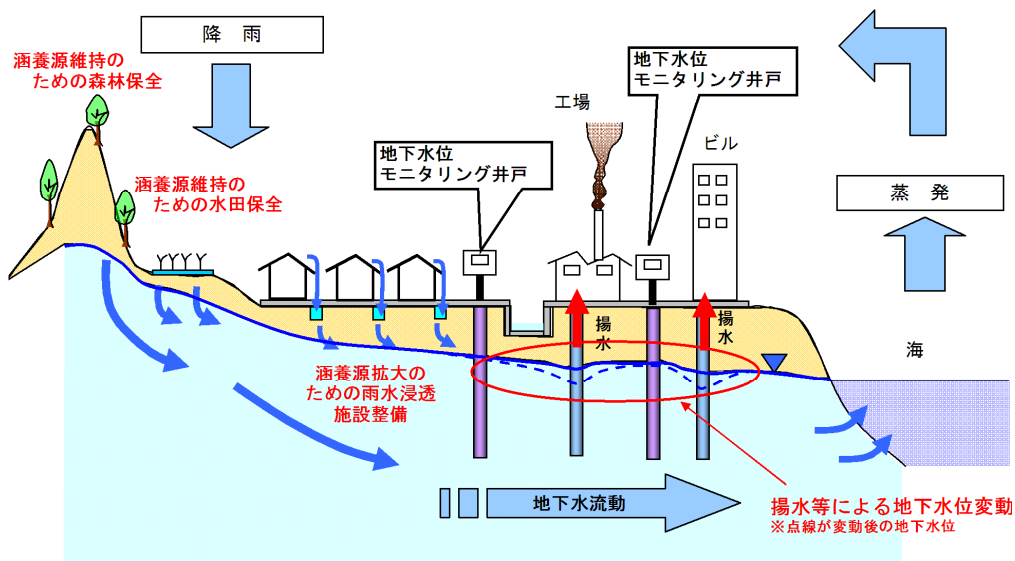 降 雨
涵養源維持の
ための森林保全
涵養源維持の
ための水田保全
地下水位
モニタリング井戸
工場
地下水位
モニタリング井戸
ビル
蒸 発
揚
水
揚
水
海
涵養源拡大の
ための雨水浸透
施設整備
地下水流動
揚水等による地下水位変動
※点線が変動後の地下水位